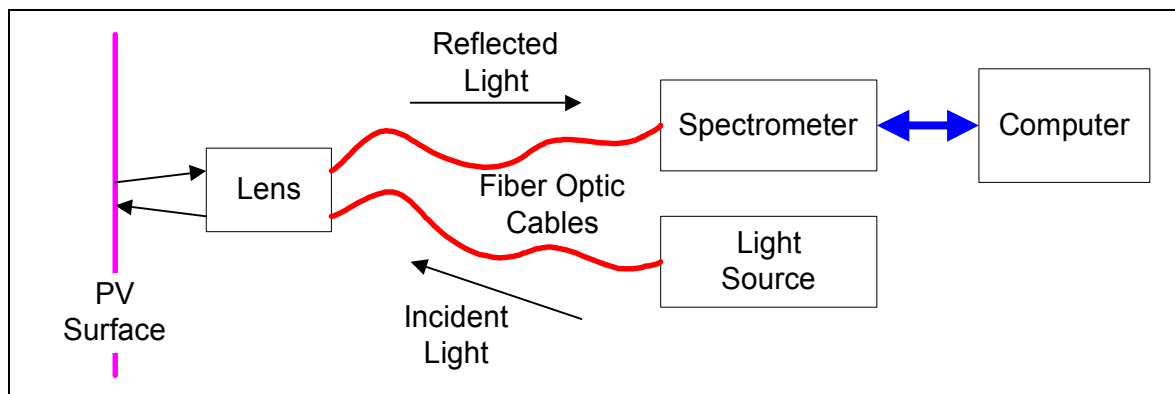 Reflected
Light
Spectrometer
Computer
Lens
Fiber Optic
Cables
Light
Source
PV
Surface
Incident
Light